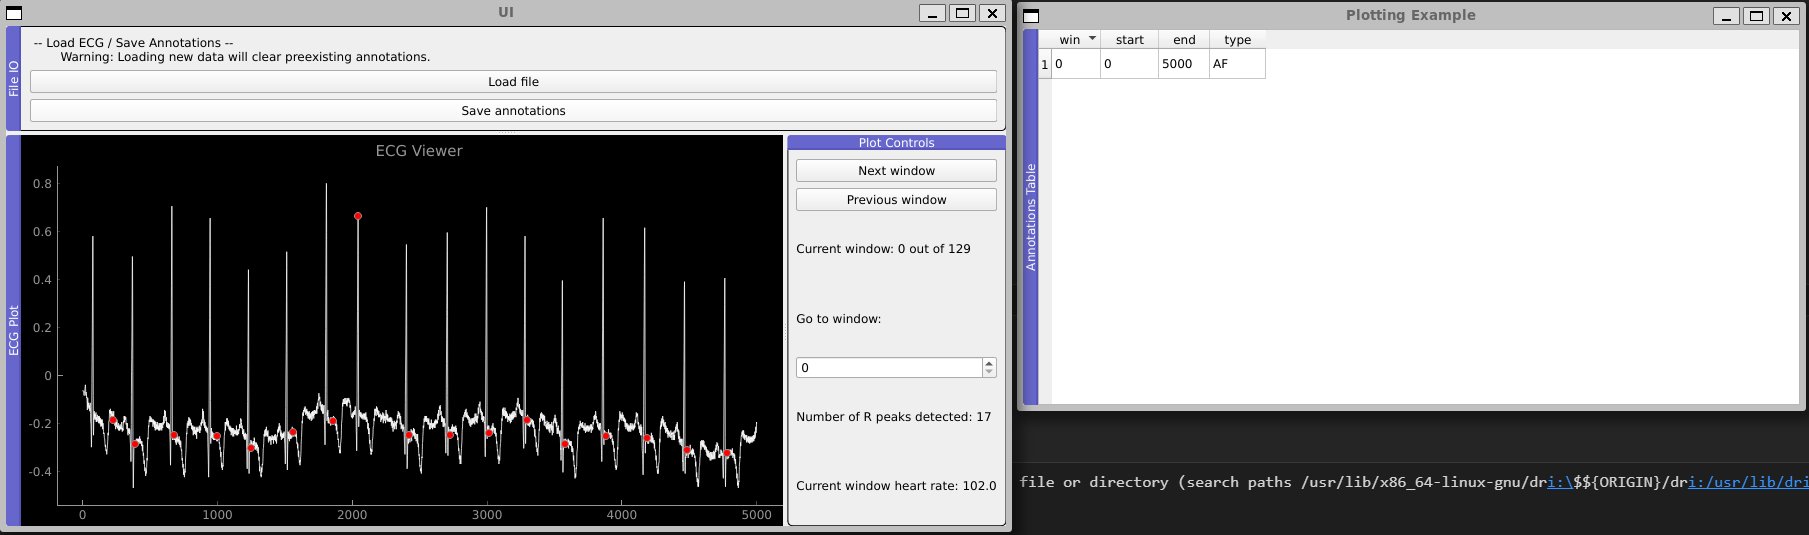 UI
File IO
-- Load ECG / Save Annotations --
Warning: Loading new data will clear preexisting annotations.
Load file
Save annotations
ECG Plot
ECG Viewer
0.8
0.6
0.4
0.2
0
-0.2
-0.4
0 1000 2000 3000 4000 5000
Plot Controls
Next window
Previous window
Current window: 0 out of 129
Go to window:
0
Number of R peaks detected: 17
Current window heart rate: 102.0
Plotting Example
Annotations Table
win start end type
1 0 0 5000 AF
file or directory (search paths /usr/lib/x86_64-linux-gnu/dri:\$${ORIGIN}/dri:/usr/lib/dri